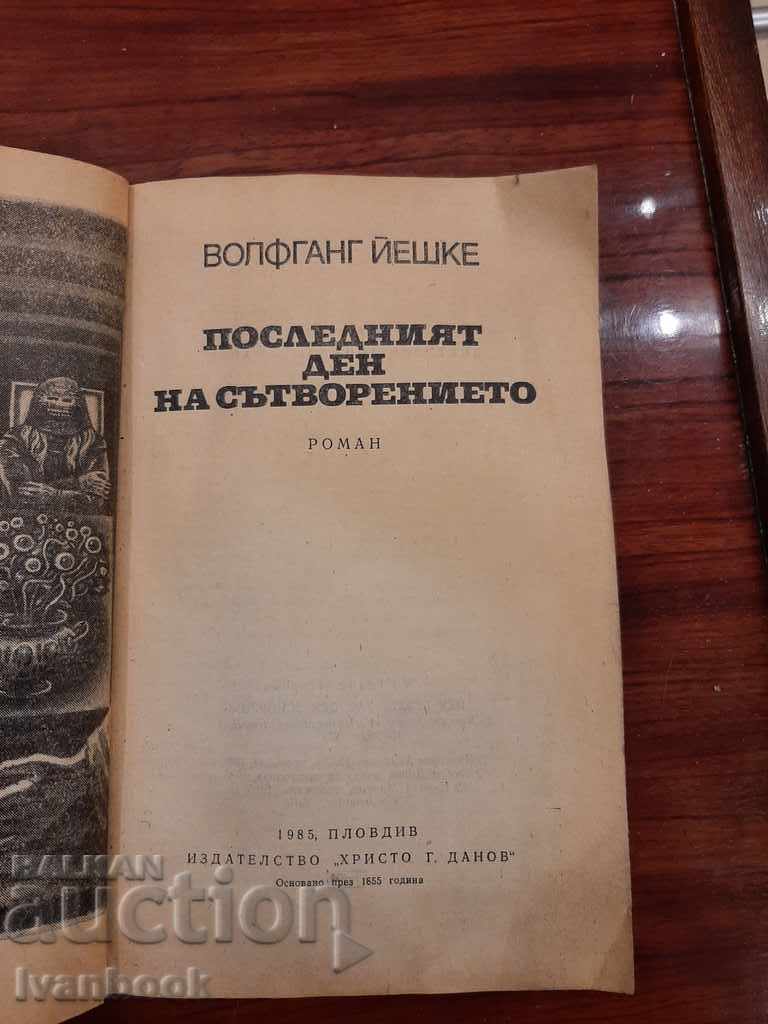 ВОЛФГАНГ ЙЕШКЕ
ПОСЛЕДНИЯТ
ДЕН
НА СЪТВОРЕНИЕТО
РОМАН
1985, ПЛОВДИВ
ИЗДАТЕЛСТВО „ХРИСТО Г. ДАНОВ“
Основано през 1855 година
BALKAN
auction
Ivanbook